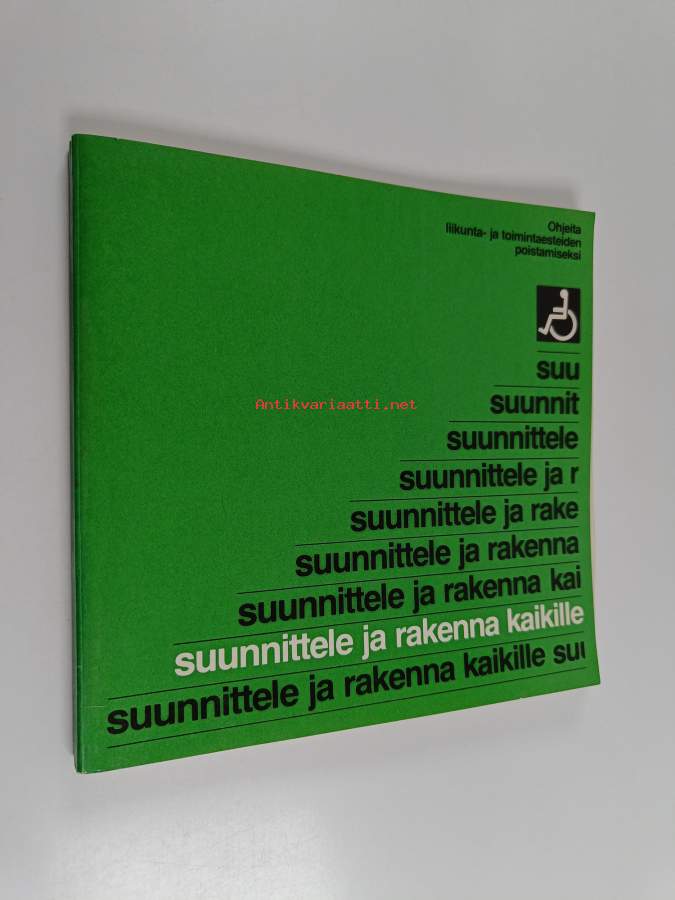 Ohjeita
liikunta- ja toimintaesteiden
poistamiseksi
suu
Antikvariaatti.net
suunnit
suunnittele
suunnittele ja r
suunnittele ja rake
suunnittele ja rakenna
suunnittele ja rakenna kai
suunnittele ja rakenna kaikille
suunnittele ja rakenna kaikille suu